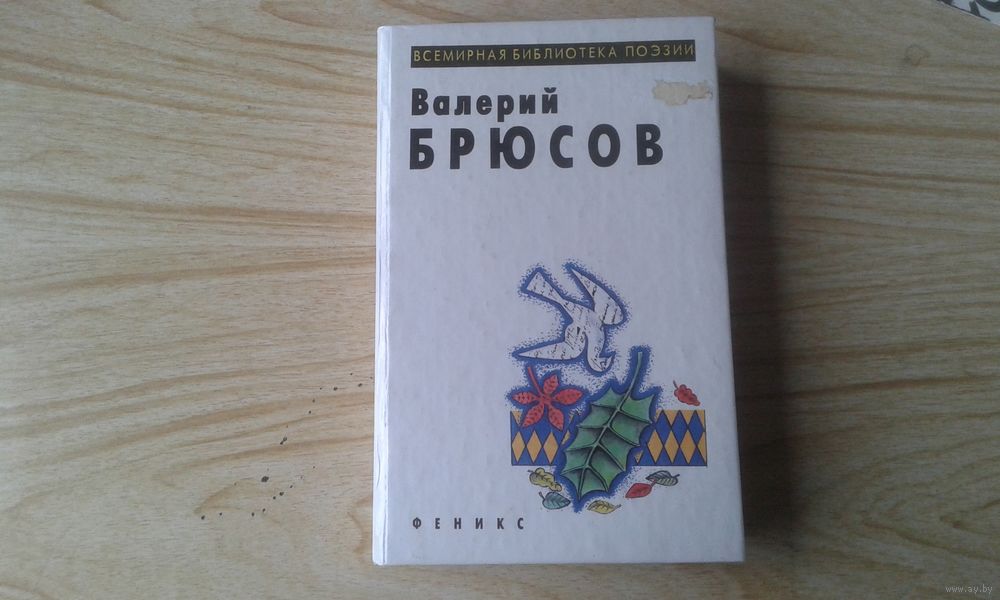 ВСЕМИРНАЯ БИБЛИОТЕКА ПОЭЗИИ
Валерий
БРЮСОВ
ФЕНИКС
www.ay.by